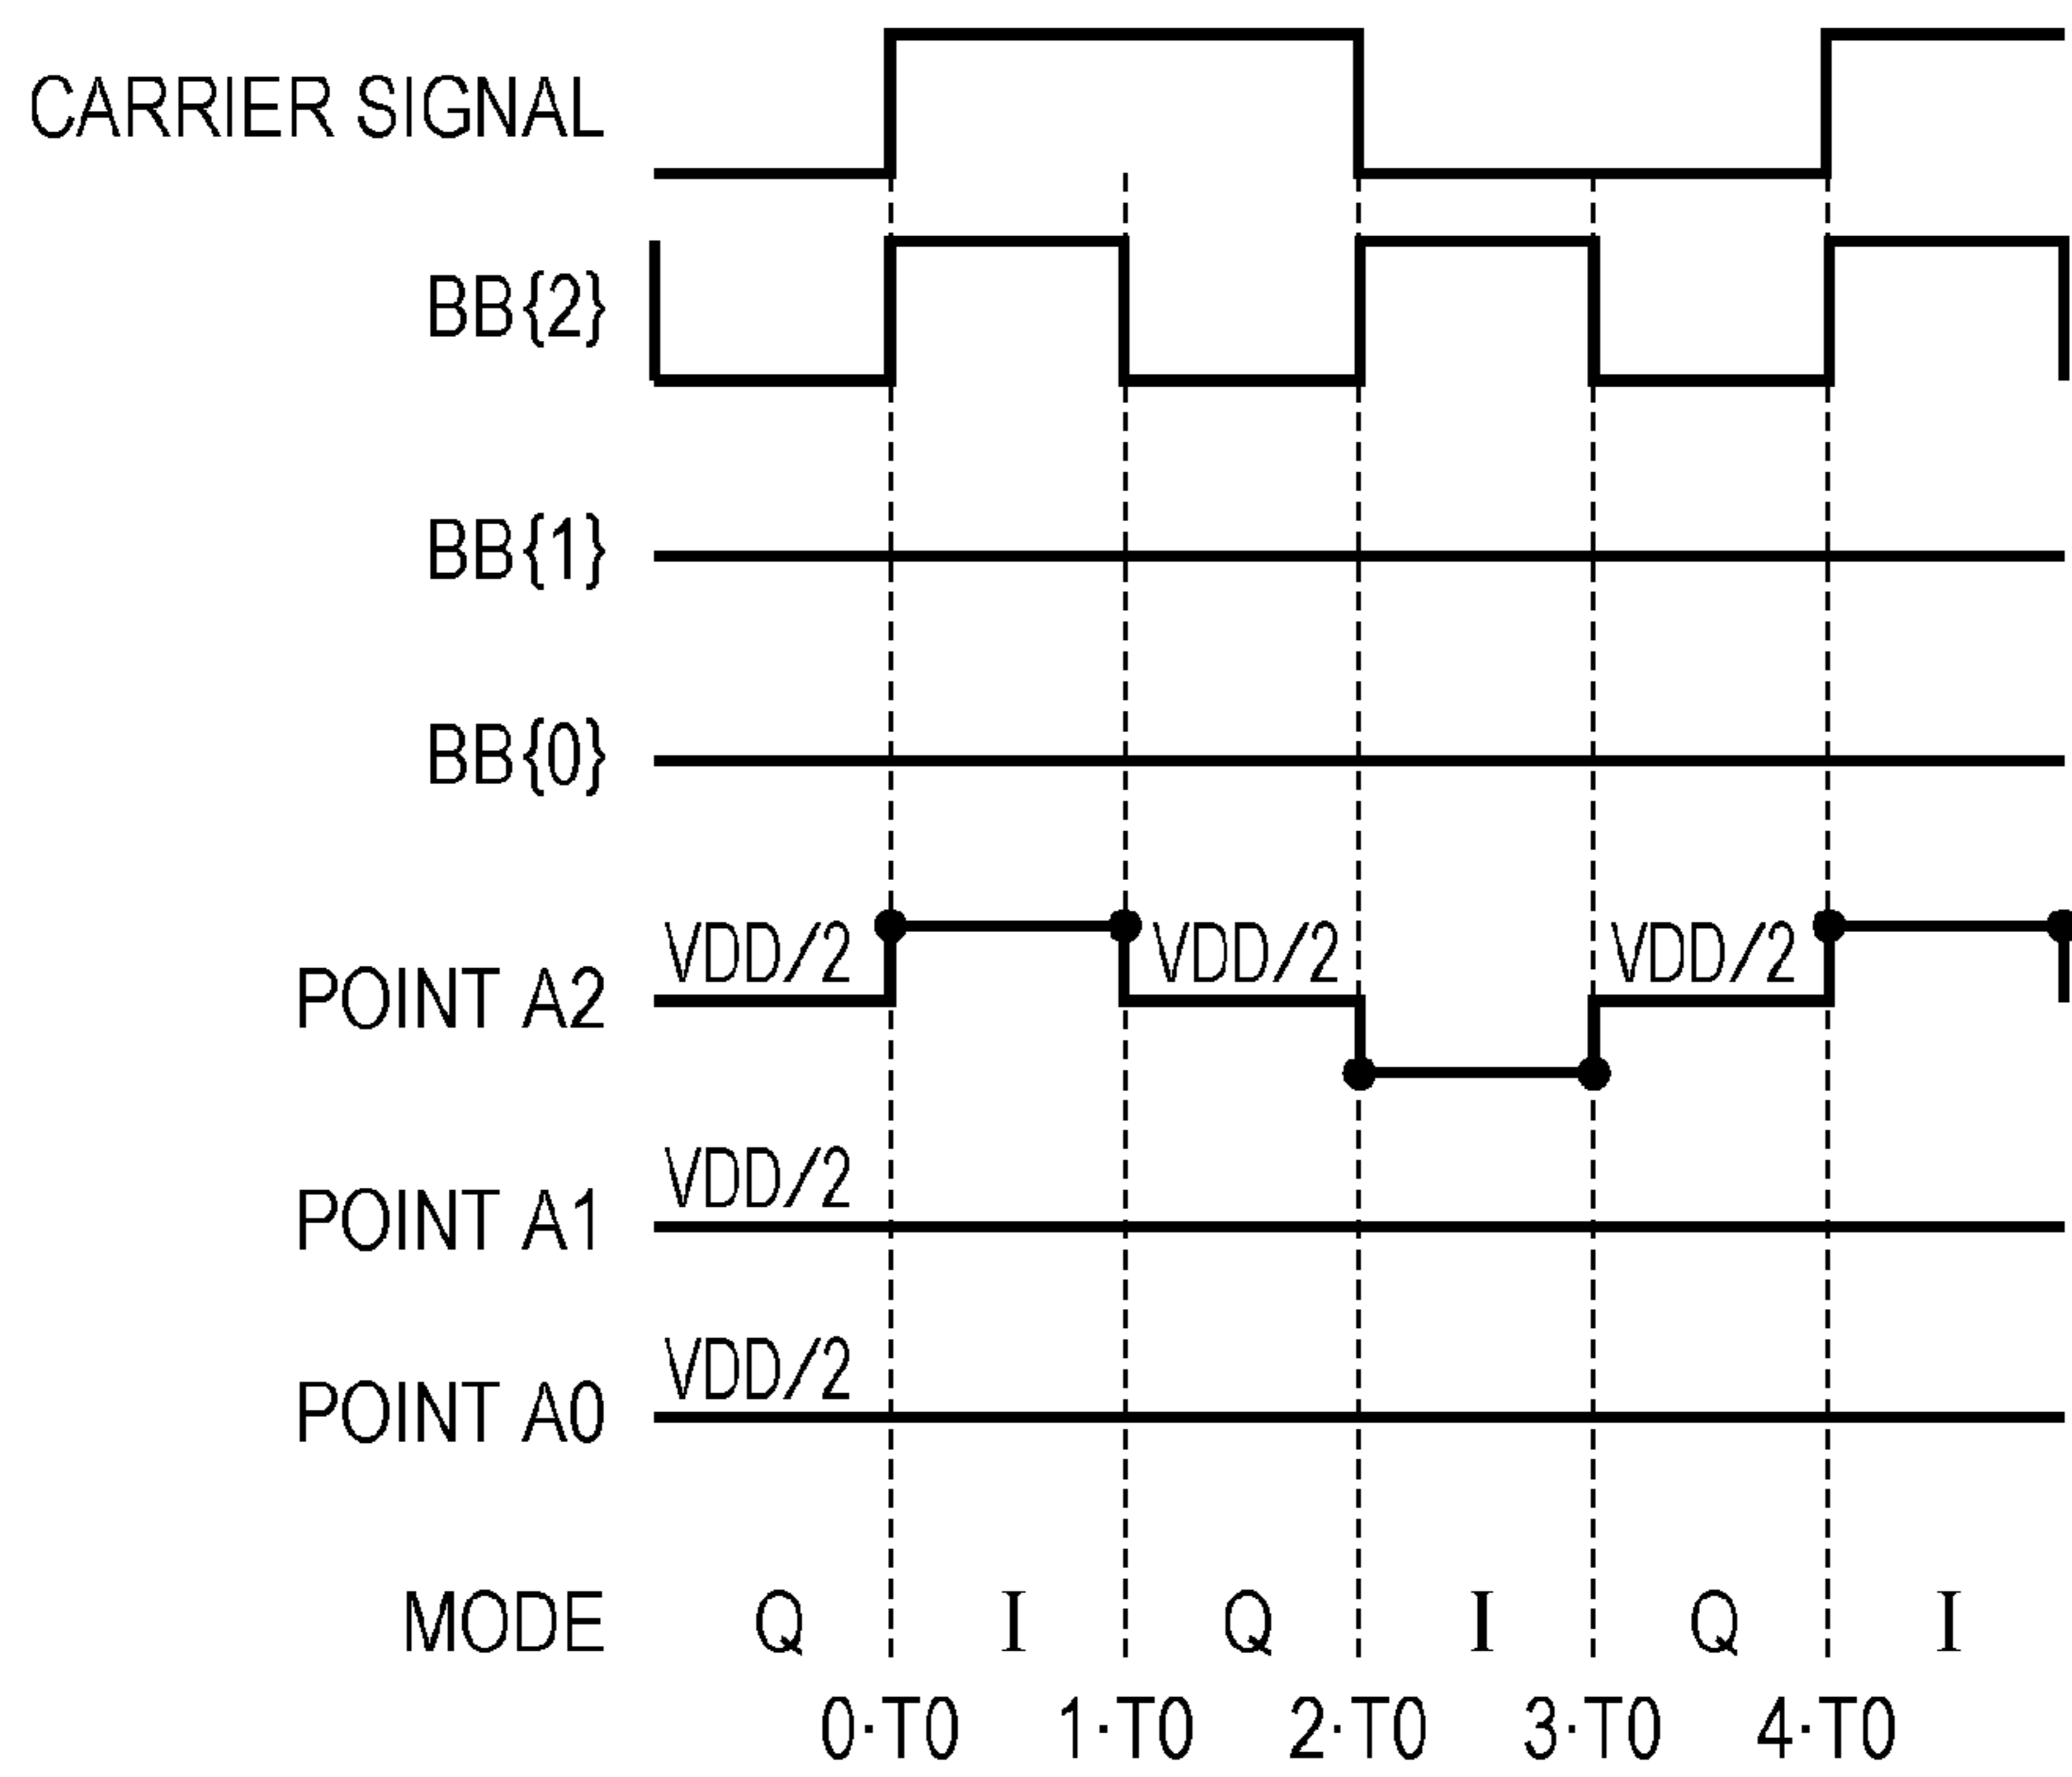 CARRIER SIGNAL
BB{2}
BB{1}
BB{0}
POINT A2 VDD/2 VDD/2 VDD/2
POINT A1 VDD/2
POINT A0 VDD/2
MODE Q I Q I Q I
0·T0 1·T0 2·T0 3·T0 4·T0